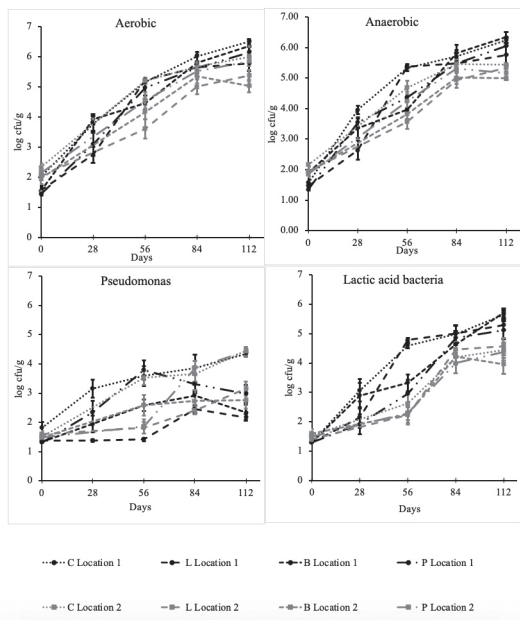 Aerobic
7
6
5
4
3
2
1
0
log cfu/g
0 28 56 84 112
Days
Anaerobic
7.00
6.00
5.00
4.00
3.00
2.00
1.00
0.00
log cfu/g
0 28 56 84 112
Days
Pseudomonas
7
6
5
4
3
2
1
0
log cfu/g
0 28 56 84 112
Days
Lactic acid bacteria
7
6
5
4
3
2
1
0
log cfu/g
0 28 56 84 112
Days
C Location 1 L Location 1 B Location 1 P Location 1
C Location 2 L Location 2 B Location 2 P Location 2